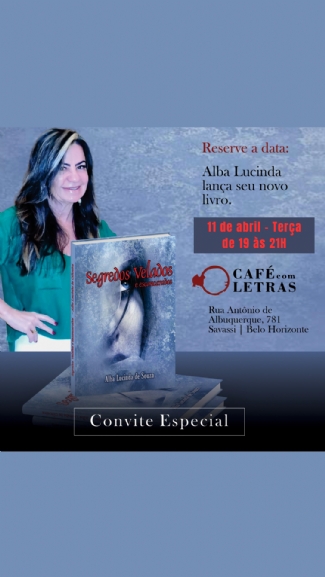 Reserve a data:
Alba Lucinda
lança seu novo
livro.
11 de abril - Terça
de 19 às 21H
CAFÉ com
LETRAS
Rua Antônio de
Albuquerque, 781
Savassi | Belo Horizonte
Segredos Velados
Alba Lucinda de Souza
Convite Especial